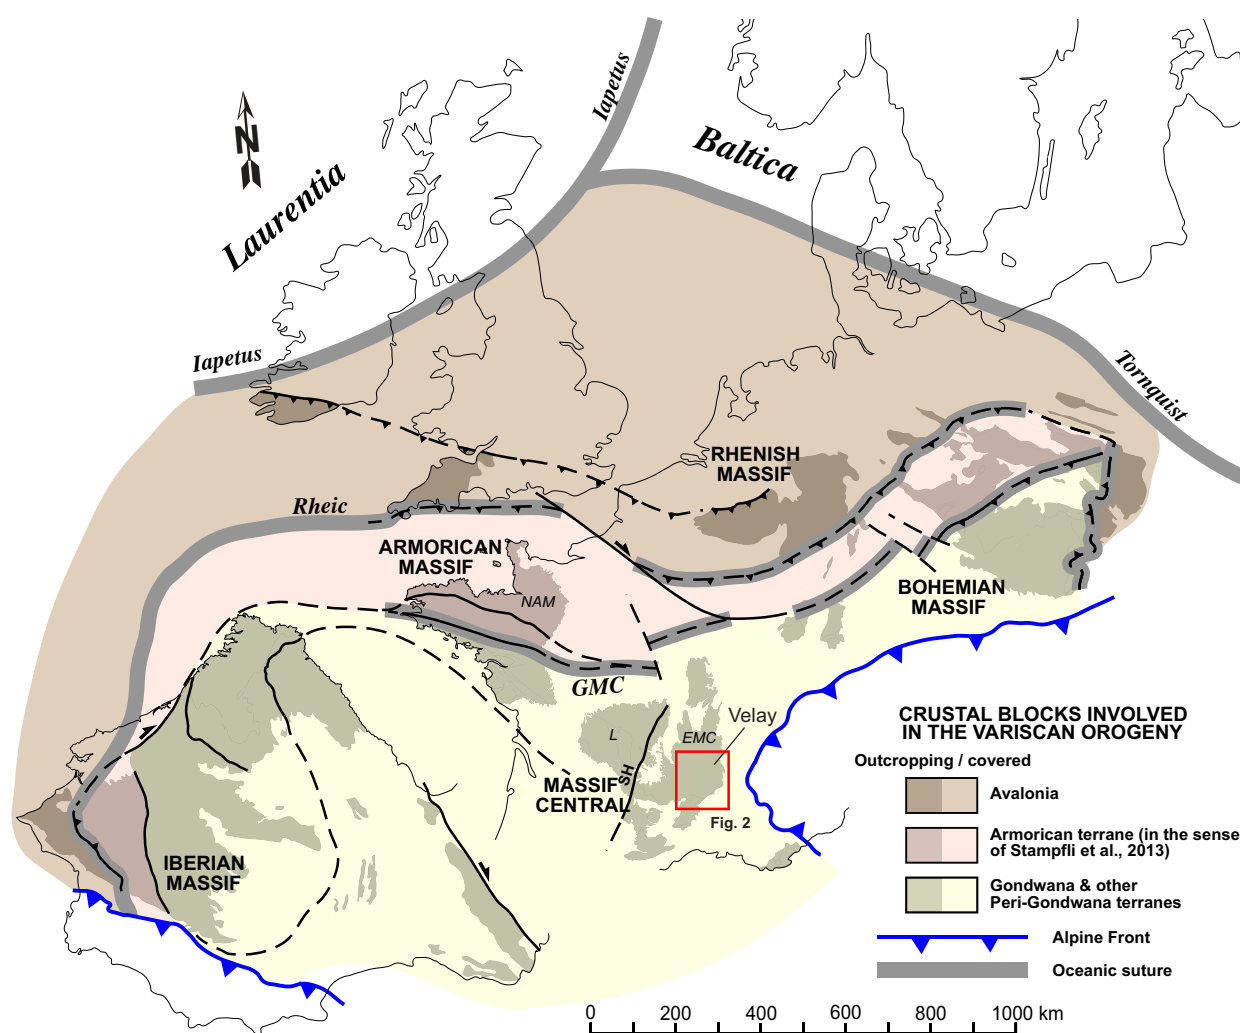 Iapetus
Baltica
N
Laurentia
Iapetus
Tornquist
RHENISH
MASSIF
Rheic
ARMORICAN
MASSIF
NAM
BOHEMIAN
MASSIF
GMC
Velay
L
EMC
SH
MASSIF
CENTRAL
Fig. 2
IBERIAN
MASSIF
CRUSTAL BLOCKS INVOLVED
IN THE VARISCAN OROGENY
Outcropping / covered
Avalonia
Armorican terrane (in the sense
of Stampfli et al., 2013)
Gondwana & other
Peri-Gondwana terranes
Alpine Front
Oceanic suture
0 200 400 600 800 1000 km